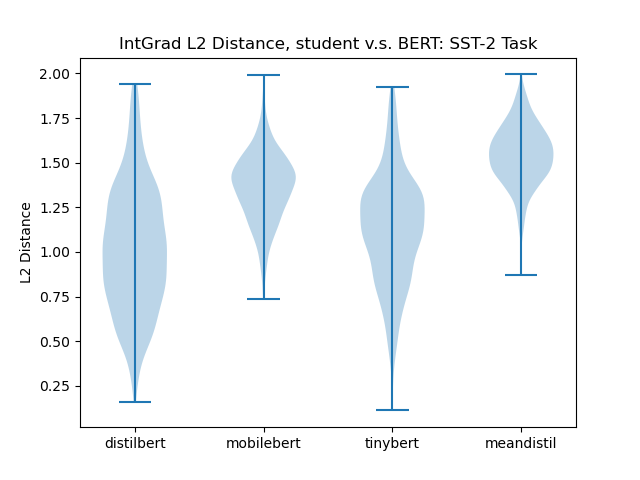 IntGrad L2 Distance, student v.s. BERT: SST-2 Task
L2 Distance
2.00
1.75
1.50
1.25
1.00
0.75
0.50
0.25
distilbert
mobilebert
tinybert
meandistil